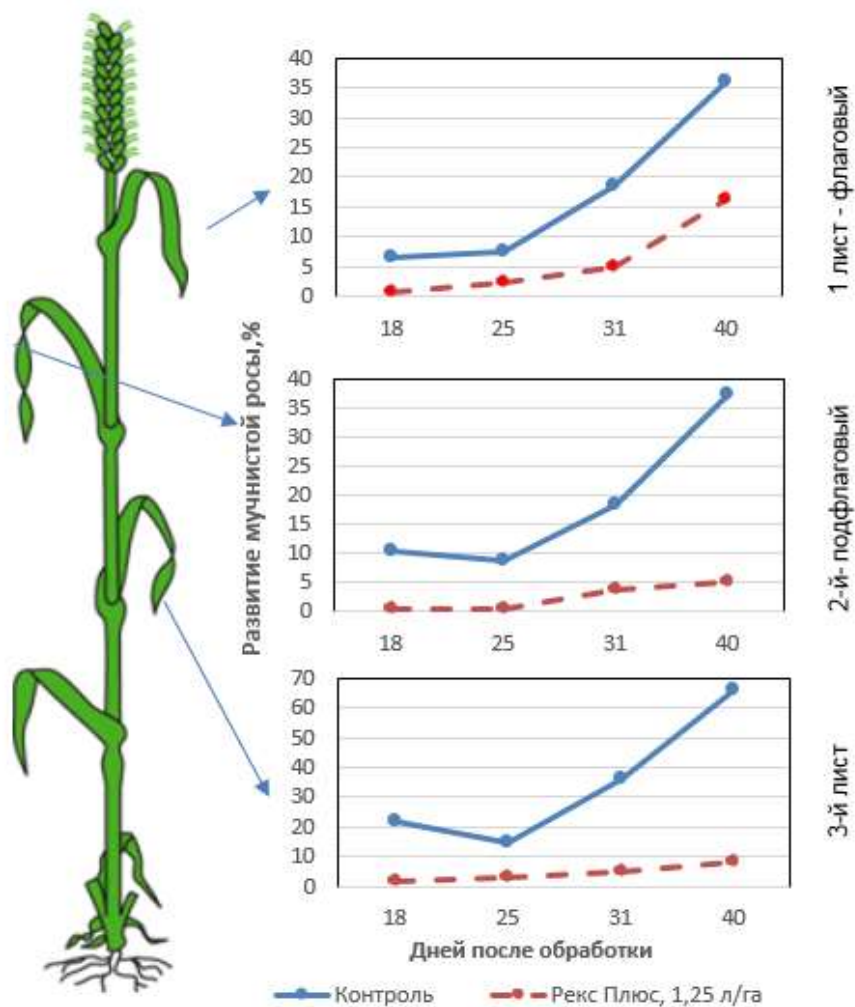 40
35
30
25
20
15
10
5
0
18 25 31 40
1 лист - флаговый
40
35
30
25
20
15
10
5
0
18 25 31 40
2-й- подфлаговый
Развитие мучнистой росы,%
70
60
50
40
30
20
10
0
18 25 31 40
3-й лист
Дней после обработки
Контроль Рекс Плюс, 1,25 л/га